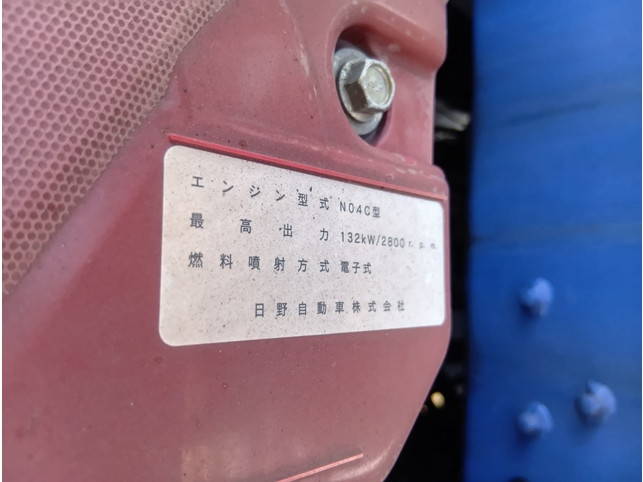 エンジン型式 N04C型
最高出力 132kW/2800 r. p. m.
燃料噴射方式 電子式
日野自動車株式会社